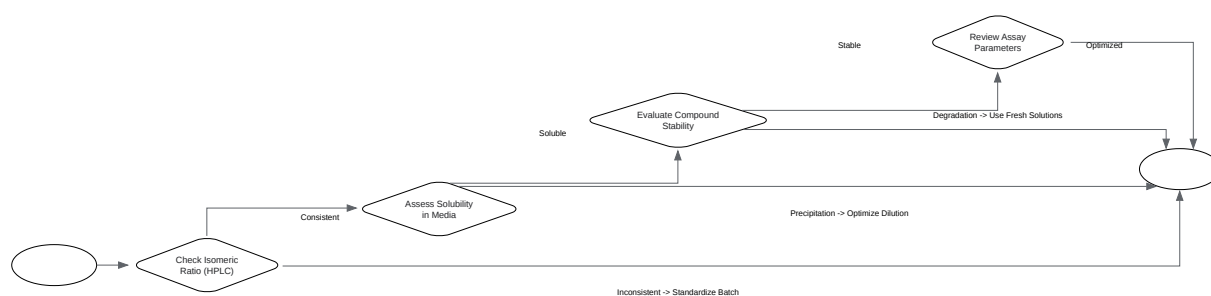 Stable
Review Assay
Parameters
Optimized
Evaluate Compound
Stability
Degradation -> Use Fresh Solutions
Soluble
Assess Solubility
in Media
Consistent
Precipitation -> Optimize Dilution
Check Isomeric
Ratio (HPLC)
Inconsistent -> Standardize Batch